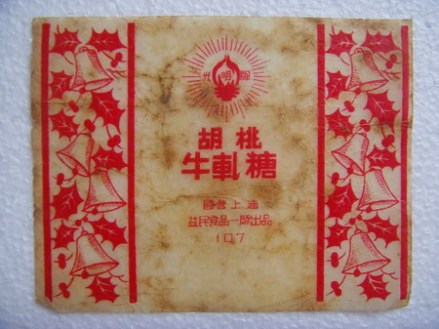 光明牌
胡桃
牛軋糖
國營上海
益民食品一厰出品
107